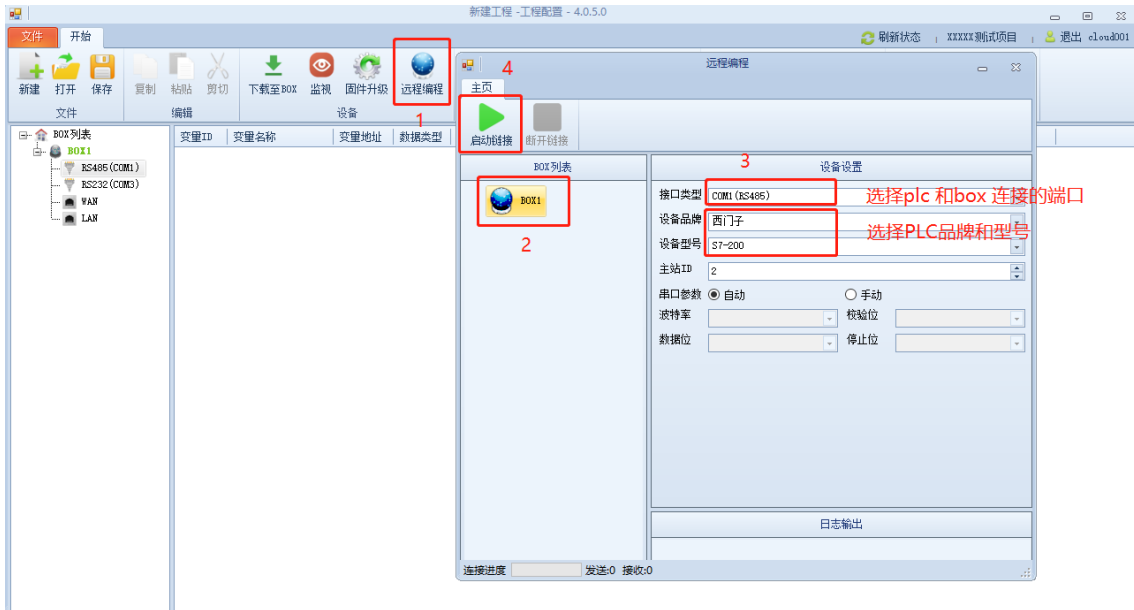 新建工程 -工程配置 - 4.0.5.0
文件 开始
刷新状态 XXXXX测试项目 退出 cloud001
新建 打开 保存 复制 粘贴 剪切 下载至BOX 监视 固件升级 远程编程
文件 编辑 设备
1
BOX列表
BOX1
RS485(COM1)
RS232(COM3)
WAN
LAN
变量ID 变量名称 变量地址 数据类型
远程编程
4
主页
启动链接 断开链接
BOX列表
BOX1
2
3
设备设置
接口类型 COM1(RS485) 选择plc 和box 连接的端口
设备品牌 西门子
选择PLC品牌和型号
设备型号 S7-200
主站ID 2
串口参数 自动 手动
波特率 校验位
数据位 停止位
日志输出
连接进度 发送:0 接收:0